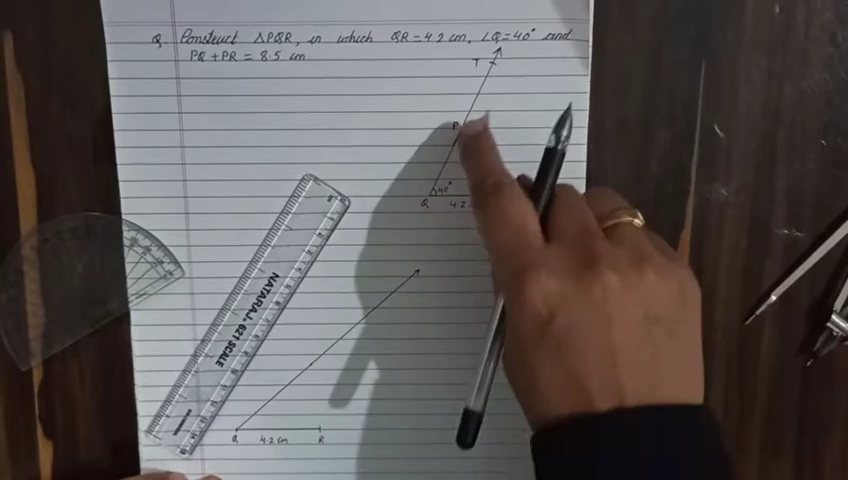 Q Construct △PQR, in which QR=4.2 cm, ∠Q=40° and
PQ+PR = 8.5 cm.
T
P
40°
Q 4.2
NATARAJ 621 SCALE
Q 4.2 cm R